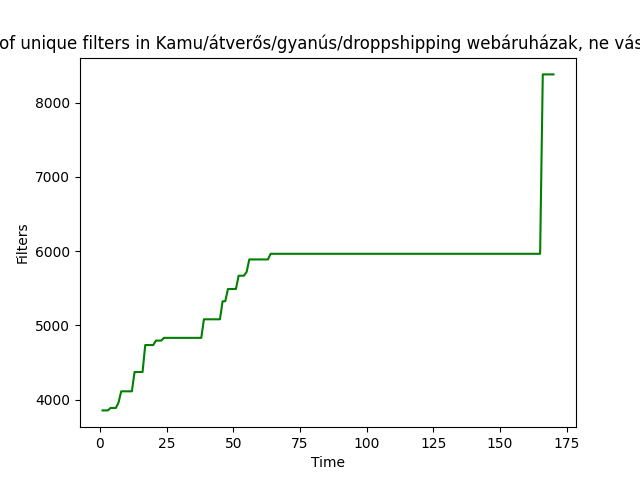 of unique filters in Kamu/átverős/gyanús/droppshipping webáruházak, ne vás
8000
7000
6000
5000
4000
Filters
0 25 50 75 100 125 150 175
Time